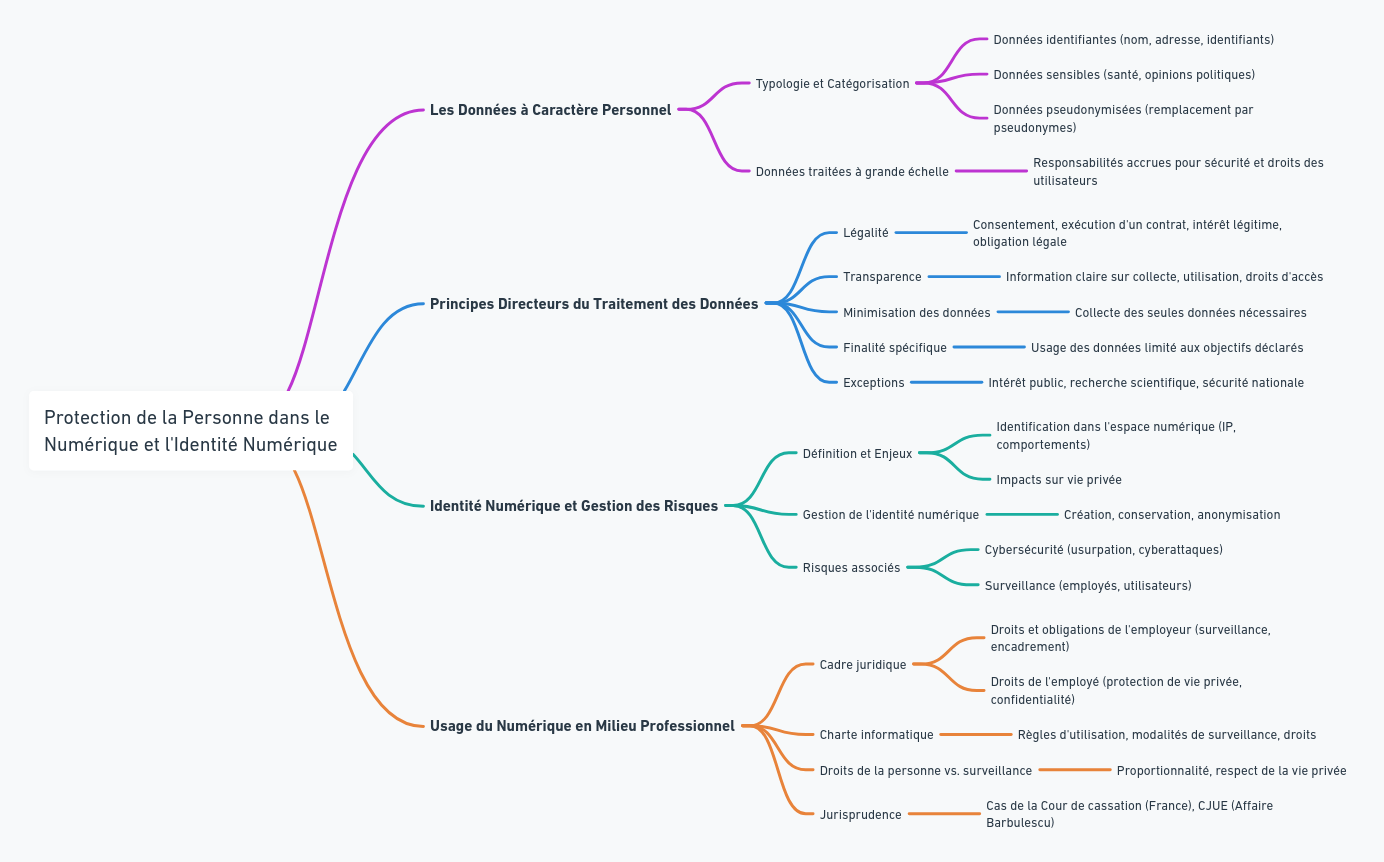 Protection de la Personne dans le
Numérique et l'Identité Numérique
Les Données à Caractère Personnel
Typologie et Catégorisation
Données identifiantes (nom, adresse, identifiants)
Données sensibles (santé, opinions politiques)
Données pseudonymisées (remplacement par
pseudonymes)
Données traitées à grande échelle
Responsabilités accrues pour sécurité et droits des
utilisateurs
Principes Directeurs du Traitement des Données
Légalité
Consentement, exécution d'un contrat, intérêt légitime,
obligation légale
Transparence
Information claire sur collecte, utilisation, droits d'accès
Minimisation des données
Collecte des seules données nécessaires
Finalité spécifique
Usage des données limité aux objectifs déclarés
Exceptions
Intérêt public, recherche scientifique, sécurité nationale
Identité Numérique et Gestion des Risques
Définition et Enjeux
Identification dans l'espace numérique (IP,
comportements)
Impacts sur vie privée
Gestion de l'identité numérique
Création, conservation, anonymisation
Risques associés
Cybersécurité (usurpation, cyberattaques)
Surveillance (employés, utilisateurs)
Usage du Numérique en Milieu Professionnel
Cadre juridique
Droits et obligations de l'employeur (surveillance,
encadrement)
Droits de l'employé (protection de vie privée,
confidentialité)
Charte informatique
Règles d'utilisation, modalités de surveillance, droits
Droits de la personne vs. surveillance
Proportionnalité, respect de la vie privée
Jurisprudence
Cas de la Cour de cassation (France), CJUE (Affaire
Barbulescu)